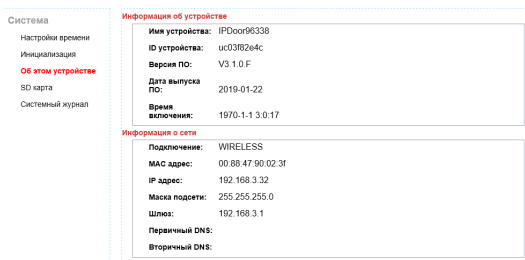 Система
Настройки времени
Инициализация
Об этом устройстве
SD карта
Системный журнал
Информация об устройстве
Имя устройства: IPDoor96338
ID устройства: uc03f82e4c
Версия ПО: V3.1.0.F
Дата выпуска
ПО: 2019-01-22
Время
включения: 1970-1-1 3:0:17
Информация о сети
Подключение: WIRELESS
MAC адрес: 00:88:47:90:02:3f
IP адрес: 192.168.3.32
Маска подсети: 255.255.255.0
Шлюз: 192.168.3.1
Первичный DNS:
Вторичный DNS: